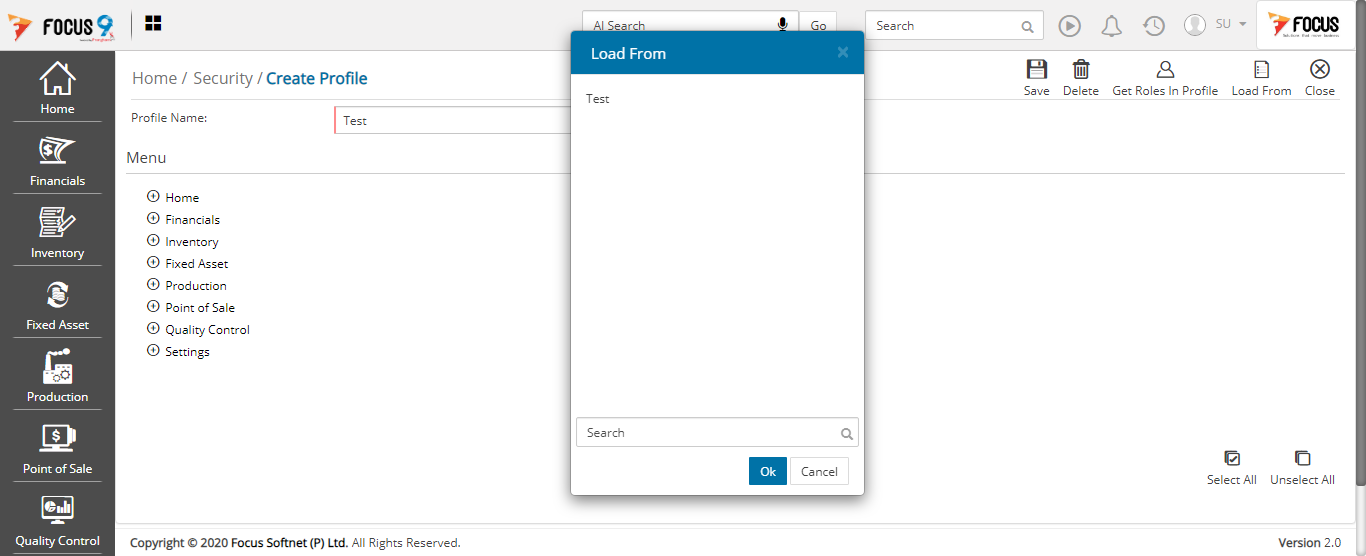 FOCUS 9
AI Search
Go
Search
SU
FOCUS
Load From
Home / Security / Create Profile
Save
Delete
Get Roles In Profile
Load From
Close
Profile Name:
Test
Test
Menu
Home
Financials
Inventory
Fixed Asset
Production
Point of Sale
Quality Control
Settings
Home
Financials
Inventory
Fixed Asset
Production
Point of Sale
Quality Control
Search
Ok
Cancel
Select All
Unselect All
Copyright © 2020 Focus Softnet (P) Ltd. All Rights Reserved.
Version 2.0